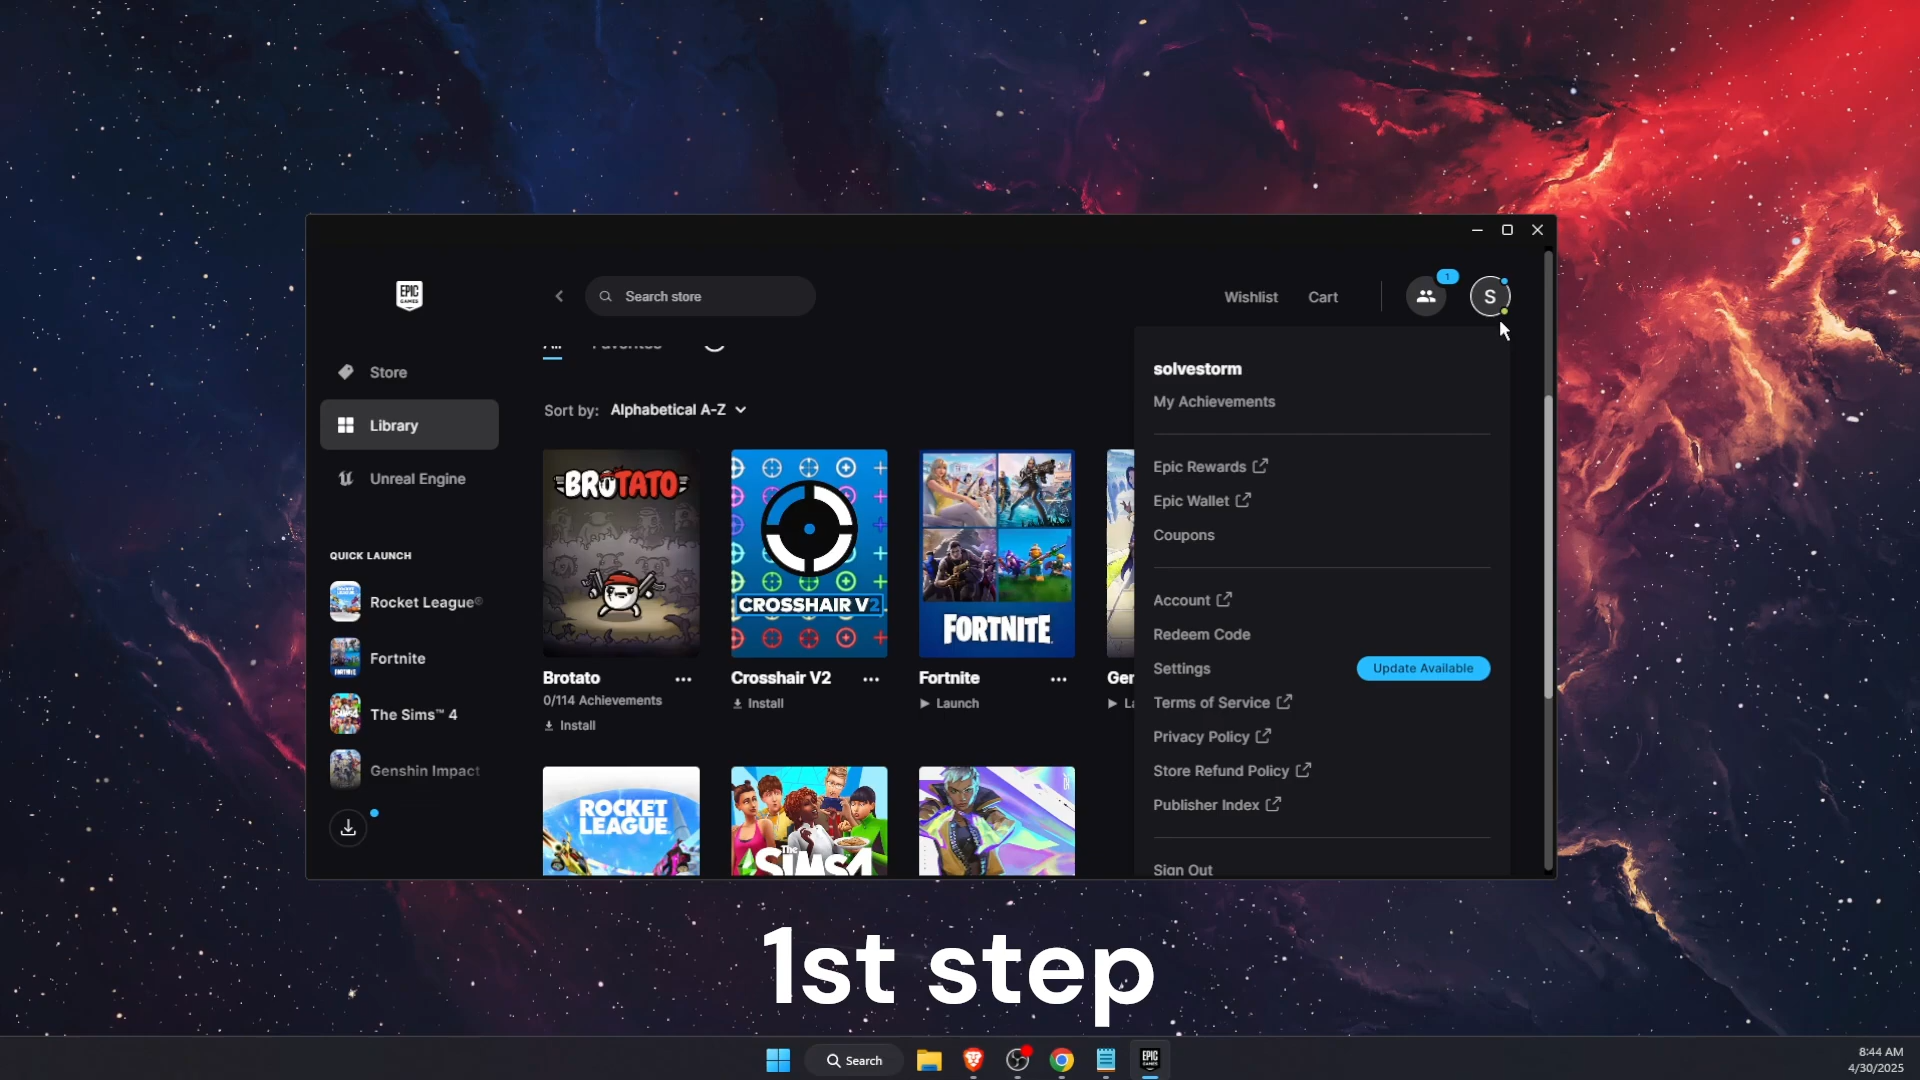 EPIC
GAMES
Search store
Wishlist
Cart
1
S
Store
Library
Unreal Engine
QUICK LAUNCH
Rocket League®
Fortnite
The Sims™ 4
Genshin Impact
Sort by: Alphabetical A-Z
BROTATO
CROSSHAIR V2
FORTNITE
Brotato
0/114 Achievements
Install
Crosshair V2
Install
Fortnite
Launch
ROCKET
LEAGUE
The
SIMS4
solvestorm
My Achievements
Epic Rewards
Epic Wallet
Coupons
Account
Redeem Code
Settings
Update Available
Terms of Service
Privacy Policy
Store Refund Policy
Publisher Index
Sign Out
1st step
Search
EPIC
GAMES
8:44 AM
4/30/2025